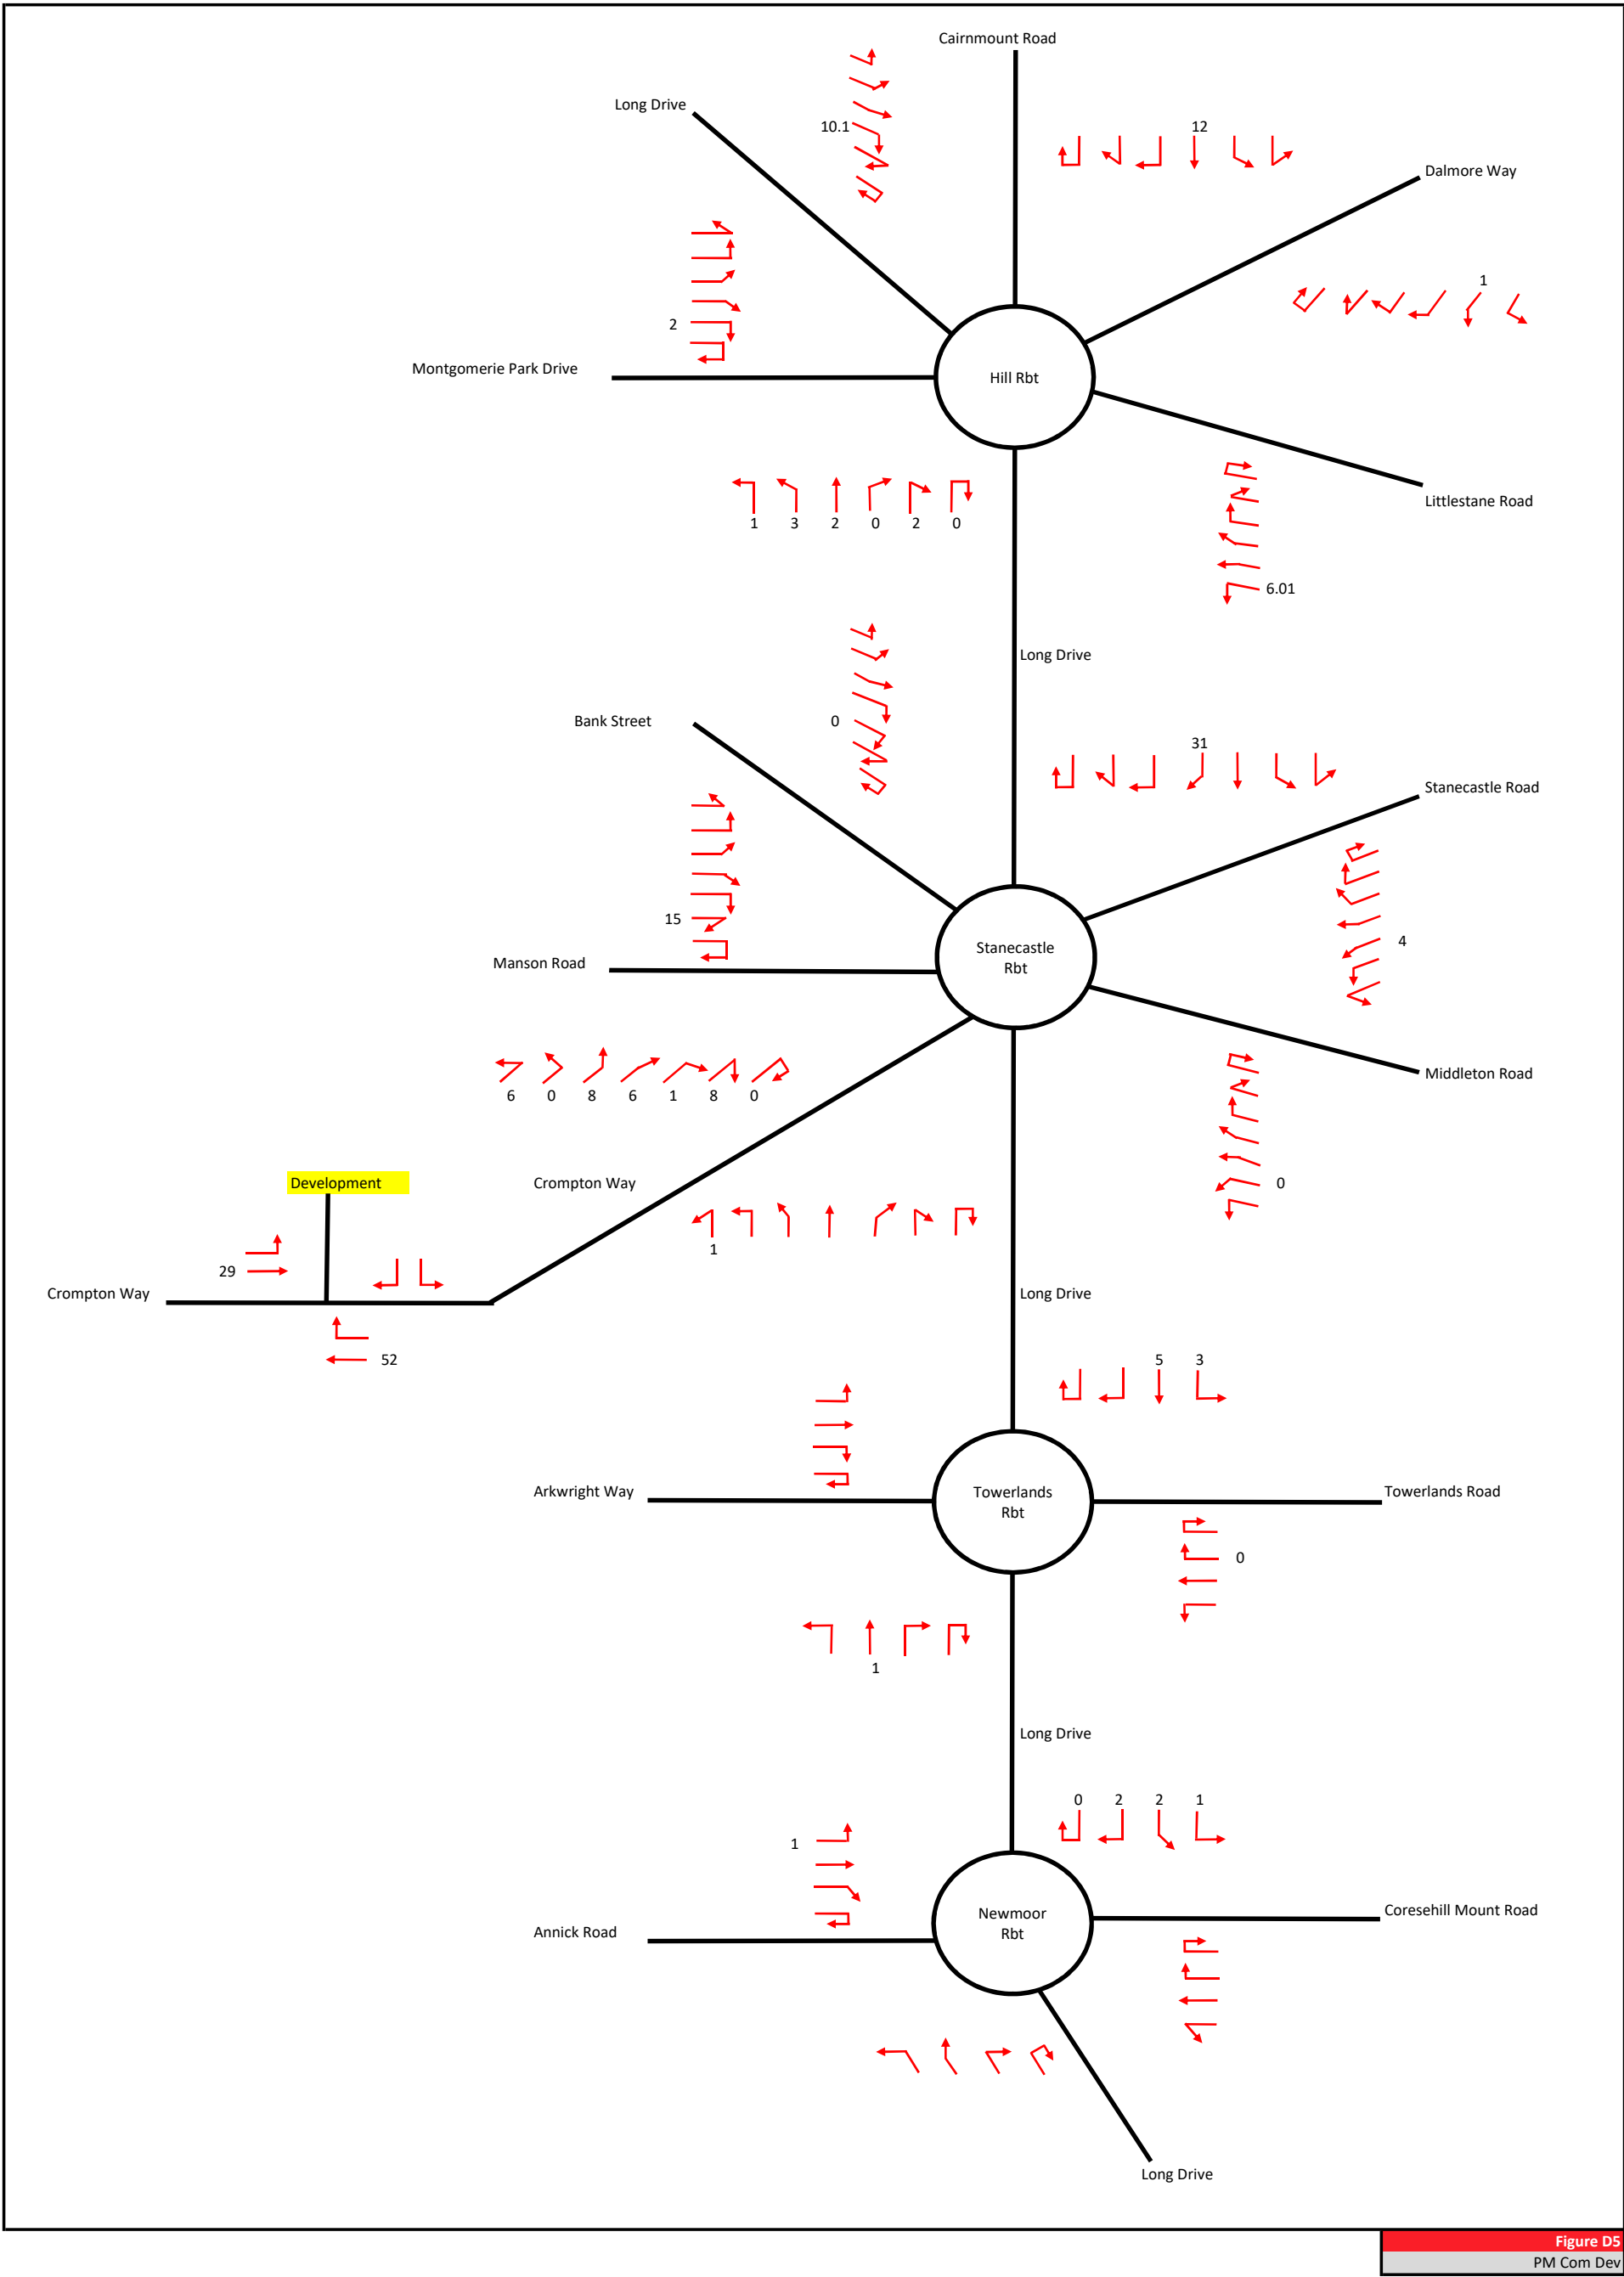 Cairnmount Road
Long Drive
10.1
12
Dalmore Way
1
2
Montgomerie Park Drive
Hill Rbt
1 3 2 0 2 0
Littlestane Road
6.01
Long Drive
Bank Street
0
31
Stanecastle Road
15
4
Manson Road
Stanecastle
Rbt
Middleton Road
6 0 8 6 1 8 0
Development
Crompton Way
0
1
29
Crompton Way
Long Drive
52
5 3
Arkwright Way
Towerlands
Rbt
Towerlands Road
0
1
Long Drive
0 2 2 1
1
Newmoor
Rbt
Coresehill Mount Road
Annick Road
Long Drive
Figure D5
PM Com Dev